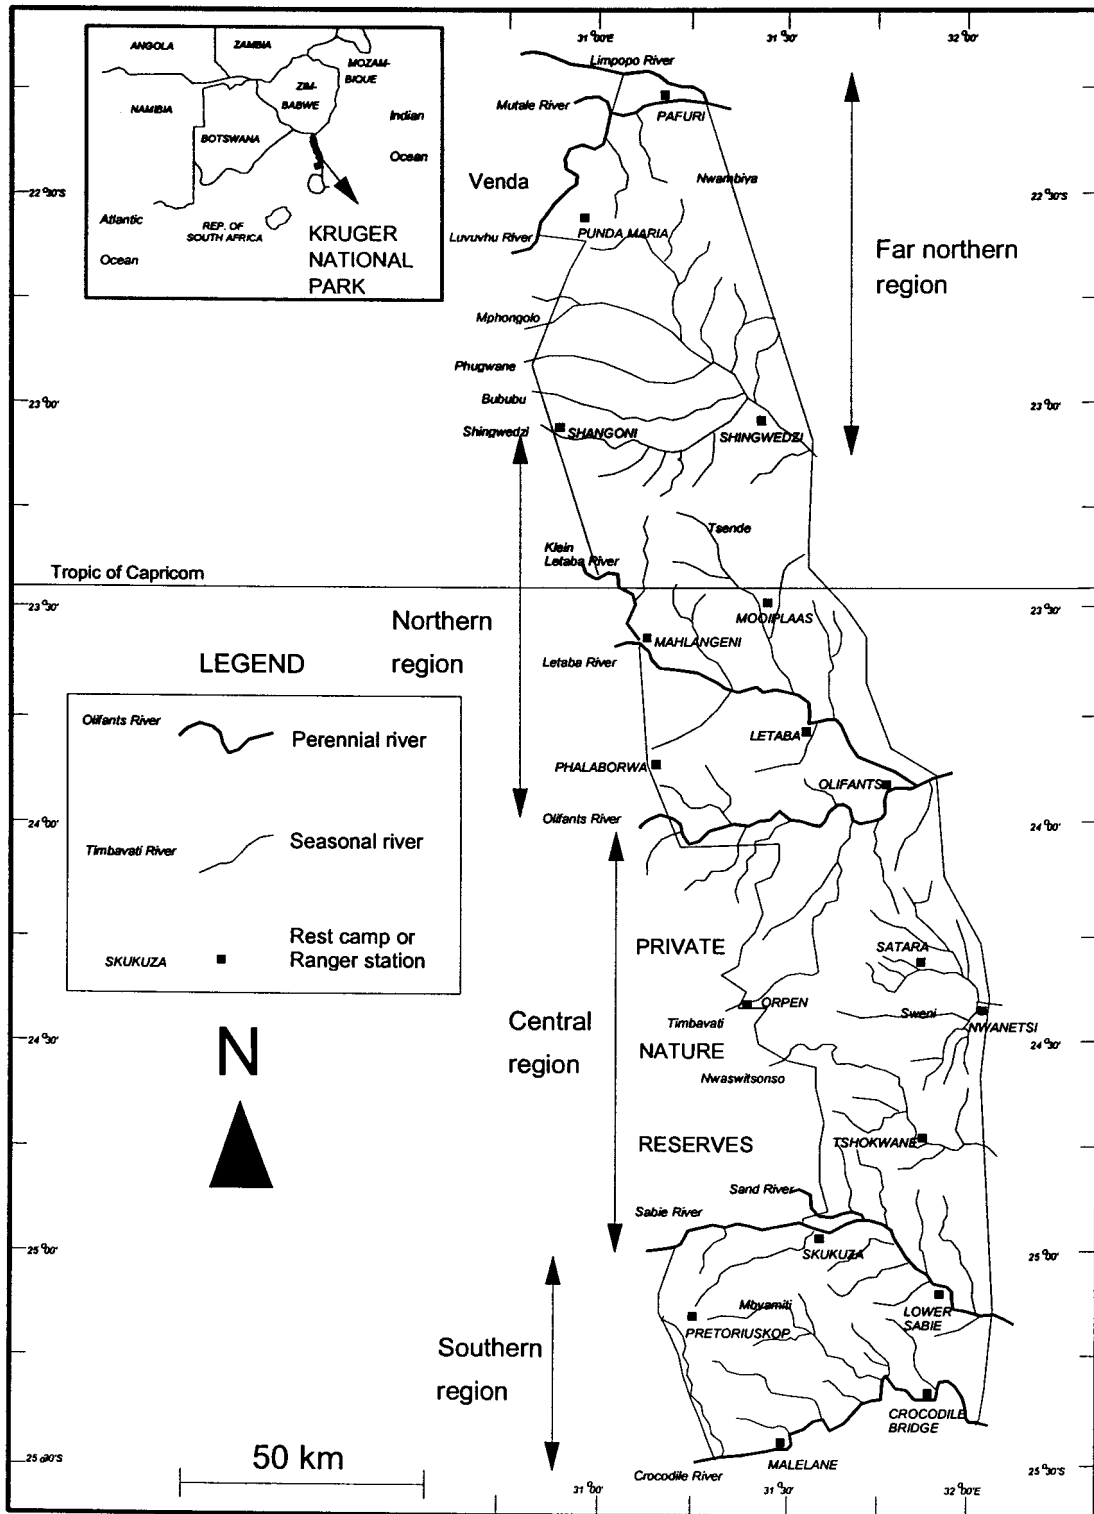 31 °00'E
31 °30'
32 °00'
ANGOLA
ZAMBIA
MOZAM-
BIQUE
ZIM-
BABWE
NAMIBIA
BOTSWANA
Indian
Ocean
Atlantic
Ocean
REP. OF
SOUTH AFRICA
KRUGER
NATIONAL
PARK
Limpopo River
Mutale River
PAFURI
Nwambiya
Venda
22 °30'S
22 °30'S
PUNDA MARIA
Luvuvhu River
Far northern
region
Mphongolo
Phugwane
Bububu
23 °00'
23 °00'
Shingwedzi
SHANGONI
SHINGWEDZI
Tsende
Klein
Letaba River
Tropic of Capricorn
23 °30'
23 °30'
MOOIPLAAS
Northern
region
MAHLANGENI
Letaba River
LEGEND
Olifants River
Perennial river
LETABA
PHALABORWA
OLIFANTS
Olifants River
24 °00'
24 °00'
Timbavati River
Seasonal river
SKUKUZA
Rest camp or
Ranger station
PRIVATE
SATARA
ORPEN
Timbavati
Sweni
NWANETSI
Central
region
NATURE
24 °30'
24 °30'
N
Nwaswitsonso
RESERVES
TSHOKWANE
Sand River
Sabie River
25 °00'
25 °00'
SKUKUZA
Mbyamiti
LOWER
SABIE
PRETORIUSKOP
Southern
region
CROCODILE
BRIDGE
50 km
MALELANE
Crocodile River
25 °30'S
25 °30'S
31 °00'
31 °30'
32 °00'E